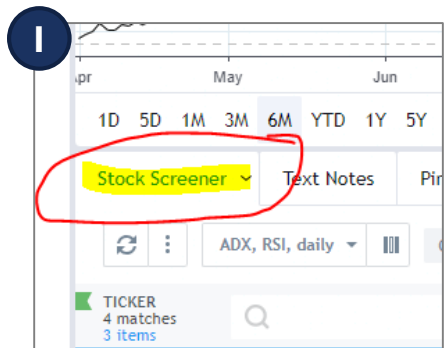 I
Apr May Jun
1D 5D 1M 3M 6M YTD 1Y 5Y
Stock Screener Text Notes
ADX, RSI, daily
TICKER
4 matches
3 items